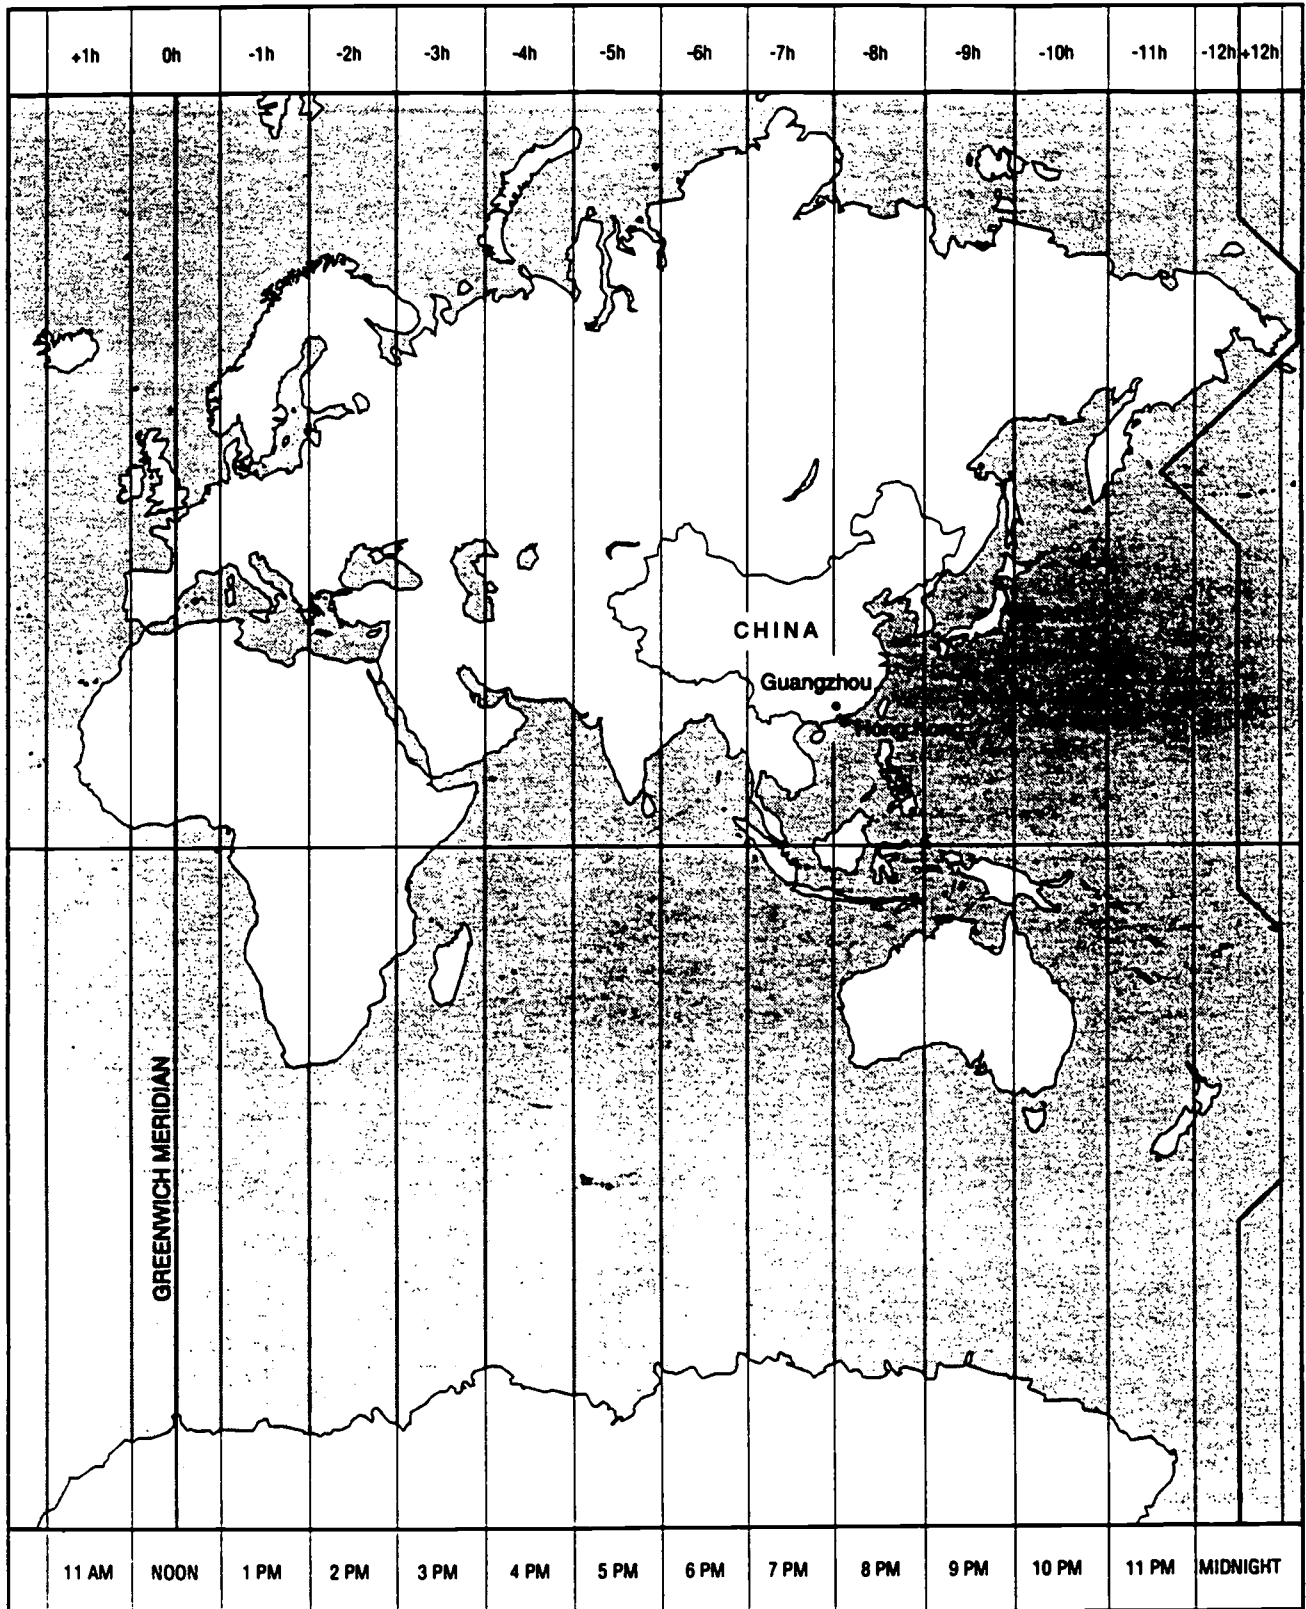 +1h 0h -1h -2h -3h -4h -5h -6h -7h -8h -9h -10h -11h -12h +12h
CHINA
Guangzhou
Hong Kong
GREENWICH MERIDIAN
11 AM NOON 1 PM 2 PM 3 PM 4 PM 5 PM 6 PM 7 PM 8 PM 9 PM 10 PM 11 PM MIDNIGHT